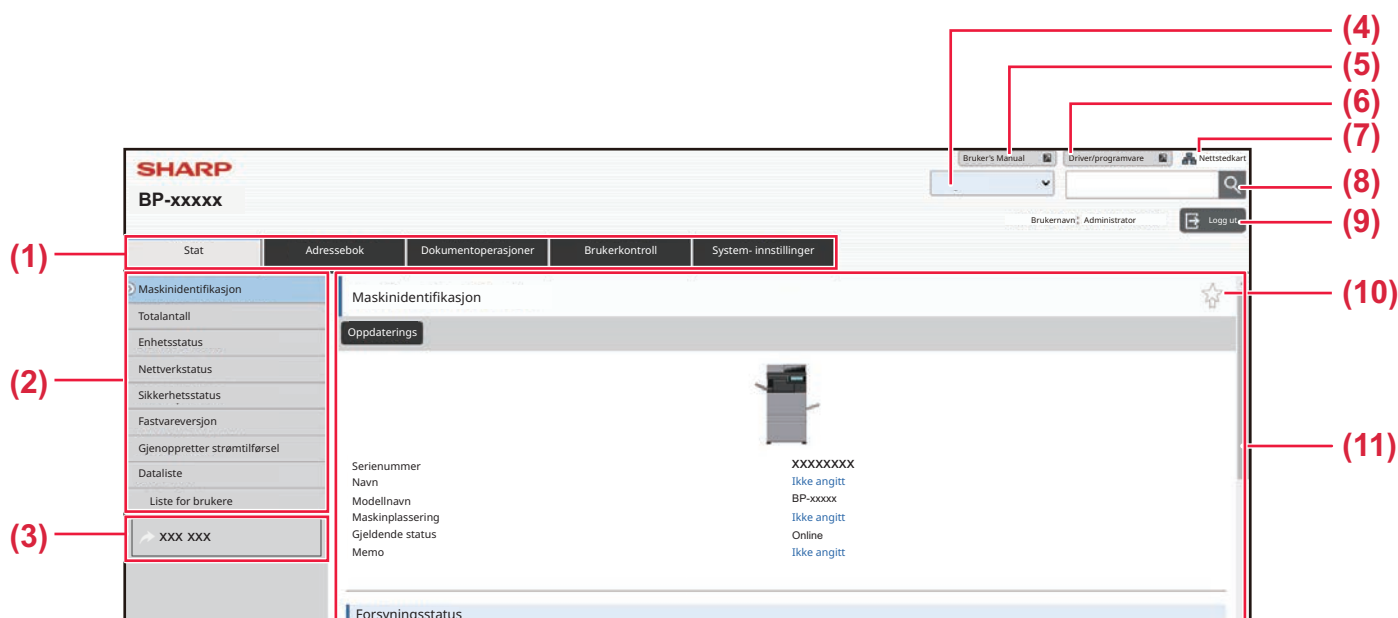 (4)
(5)
(6)
(7)
SHARP
Bruker's Manual Driver/programvare Nettstedkart
(8)
BP-xxxxx
Brukernavn: Administrator Logg ut
(9)
(1)
Stat Adressebok Dokumentoperasjoner Brukerkontroll System- innstillinger
(2)
Maskinidentifikasjon
Totalantall
Enhetsstatus
Nettverkstatus
Sikkerhetsstatus
Fastvareversjon
Gjenoppretter strømtilførsel
Dataliste
Liste for brukere
(3)
XXX XXX
Maskinidentifikasjon
(10)
Oppdaterings
(11)
Serienummer XXXXXXXX
Navn Ikke angitt
Modellnavn BP-xxxxx
Maskinplassering Ikke angitt
Gjeldende status Online
Memo Ikke angitt
Forsyningsstatus